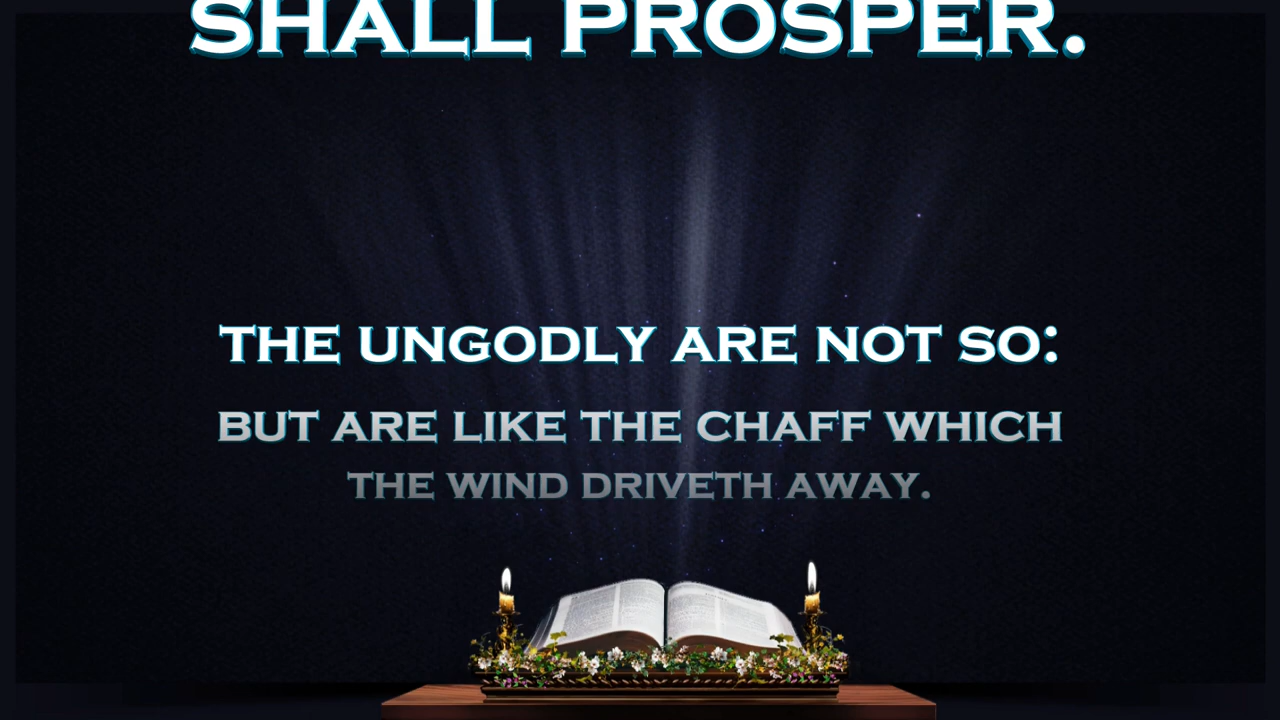 SHALL PROSPER.
THE UNGODLY ARE NOT SO:
BUT ARE LIKE THE CHAFF WHICH
THE WIND DRIVETH AWAY.